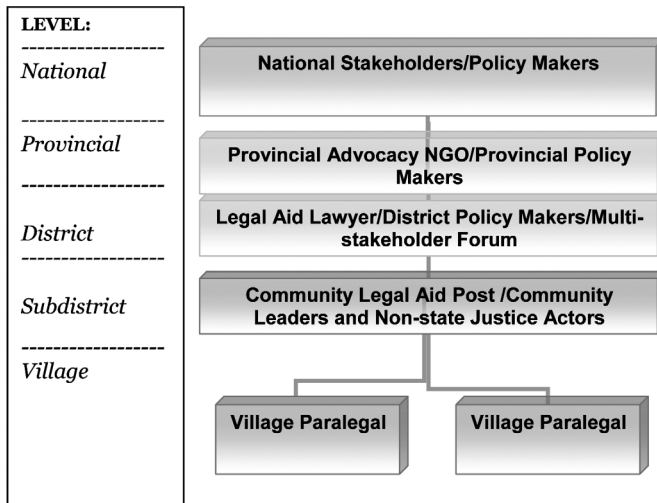 LEVEL:
National
Provincial
District
Subdistrict
Village
National Stakeholders/Policy Makers
Provincial Advocacy NGO/Provincial Policy
Makers
Legal Aid Lawyer/District Policy Makers/Multi-
stakeholder Forum
Community Legal Aid Post /Community
Leaders and Non-state Justice Actors
Village Paralegal
Village Paralegal